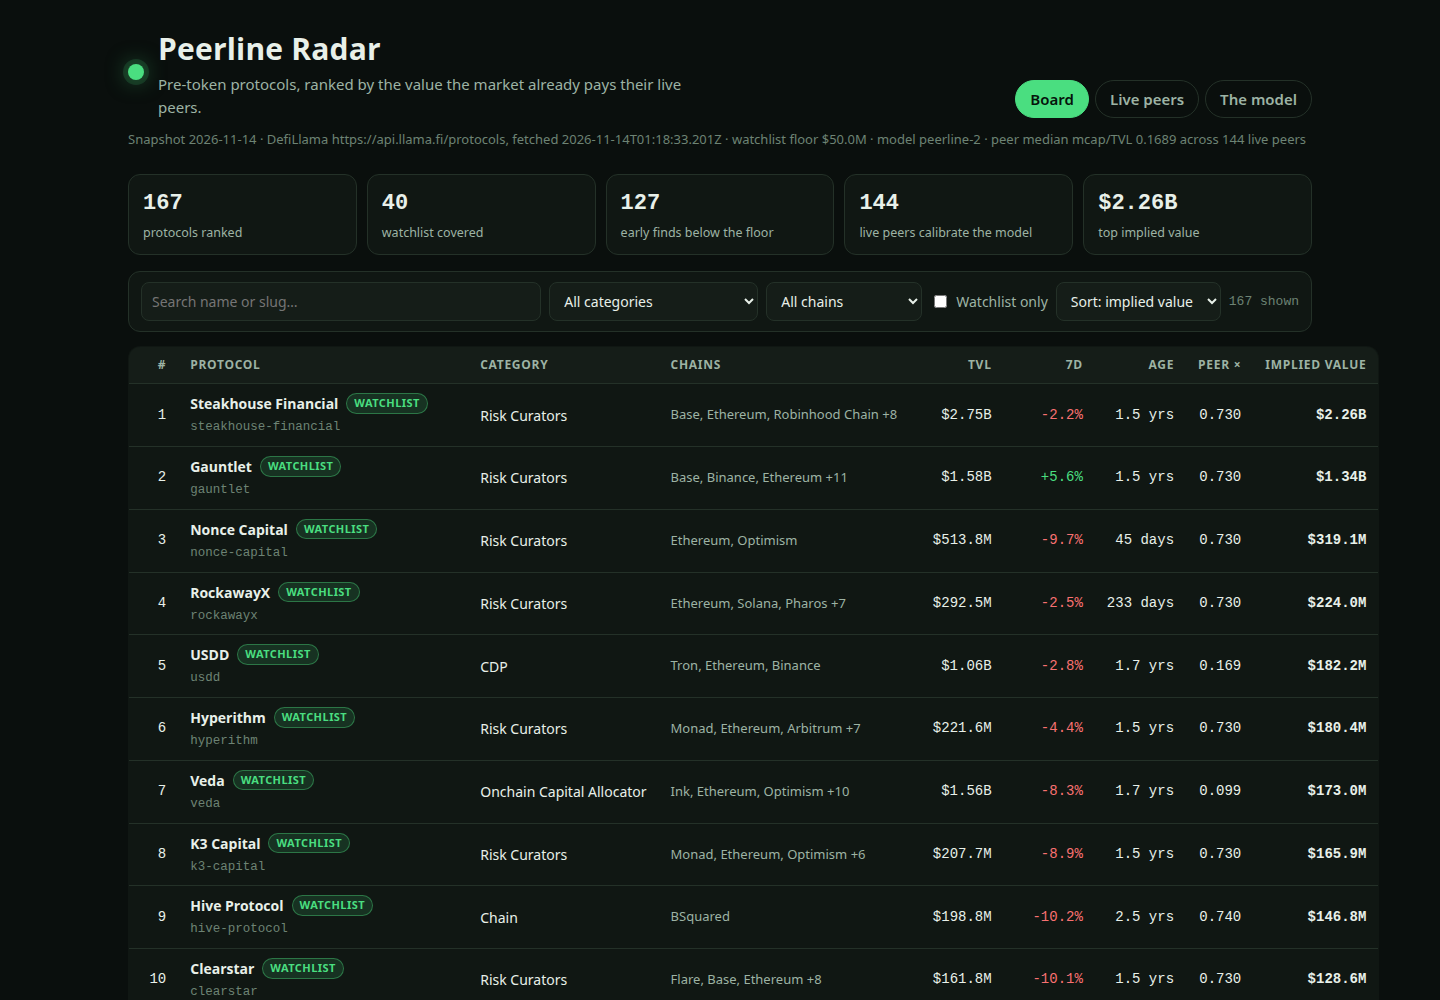 Peerline Radar
Pre-token protocols, ranked by the value the market already pays their live
peers.
Board Live peers The model
Snapshot 2026-11-14 · DefiLlama https://api.llama.fi/protocols, fetched 2026-11-14T01:18:33.201Z · watchlist floor $50.0M · model peerline-2 · peer median mcap/TVL 0.1689 across 144 live peers
167 40 127 144 $2.26B
protocols ranked watchlist covered early finds below the floor live peers calibrate the model top implied value
Search name or slug... All categories All chains Watchlist only Sort: implied value 167 shown
# PROTOCOL CATEGORY CHAINS TVL 7D AGE PEER × IMPLIED VALUE
1 Steakhouse Financial WATCHLIST Risk Curators Base, Ethereum, Robinhood Chain +8 $2.75B -2.2% 1.5 yrs 0.730 $2.26B
steakhouse-financial
2 Gauntlet WATCHLIST Risk Curators Base, Binance, Ethereum +11 $1.58B +5.6% 1.5 yrs 0.730 $1.34B
gauntlet
3 Nonce Capital WATCHLIST Risk Curators Ethereum, Optimism $513.8M -9.7% 45 days 0.730 $319.1M
nonce-capital
4 RockawayX WATCHLIST Risk Curators Ethereum, Solana, Pharos +7 $292.5M -2.5% 233 days 0.730 $224.0M
rockawayx
5 USDD WATCHLIST CDP Tron, Ethereum, Binance $1.06B -2.8% 1.7 yrs 0.169 $182.2M
usdd
6 Hyperithm WATCHLIST Risk Curators Monad, Ethereum, Arbitrum +7 $221.6M -4.4% 1.5 yrs 0.730 $180.4M
hyperithm
7 Veda WATCHLIST Onchain Capital Allocator Ink, Ethereum, Optimism +10 $1.56B -8.3% 1.7 yrs 0.099 $173.0M
veda
8 K3 Capital WATCHLIST Risk Curators Monad, Ethereum, Optimism +6 $207.7M -8.9% 1.5 yrs 0.730 $165.9M
k3-capital
9 Hive Protocol WATCHLIST Chain BSquared $198.8M -10.2% 2.5 yrs 0.740 $146.8M
hive-protocol
10 Clearstar WATCHLIST Risk Curators Flare, Base, Ethereum +8 $161.8M -10.1% 1.5 yrs 0.730 $128.6M
clearstar